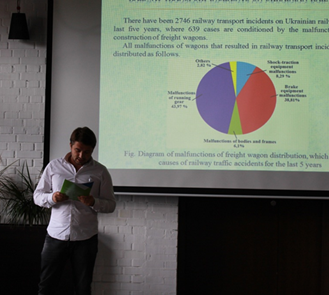 There have been 2746 railway transport incidents on Ukrainian rail
last five years, where 639 cases are conditioned by the malfunct
construction of freight wagons.
All malfunctions of wagons that resulted in railway transport incid
distributed as follows.
Others
Shock-traction
equipment
malfunctions
Malfunctions
of running
gear
Brake
equipment
malfunctions
Malfunctions of bodies and frames
Fig. Diagram of malfunctions of freight wagon distribution, which
causes of railway traffic accidents for the last 5 years